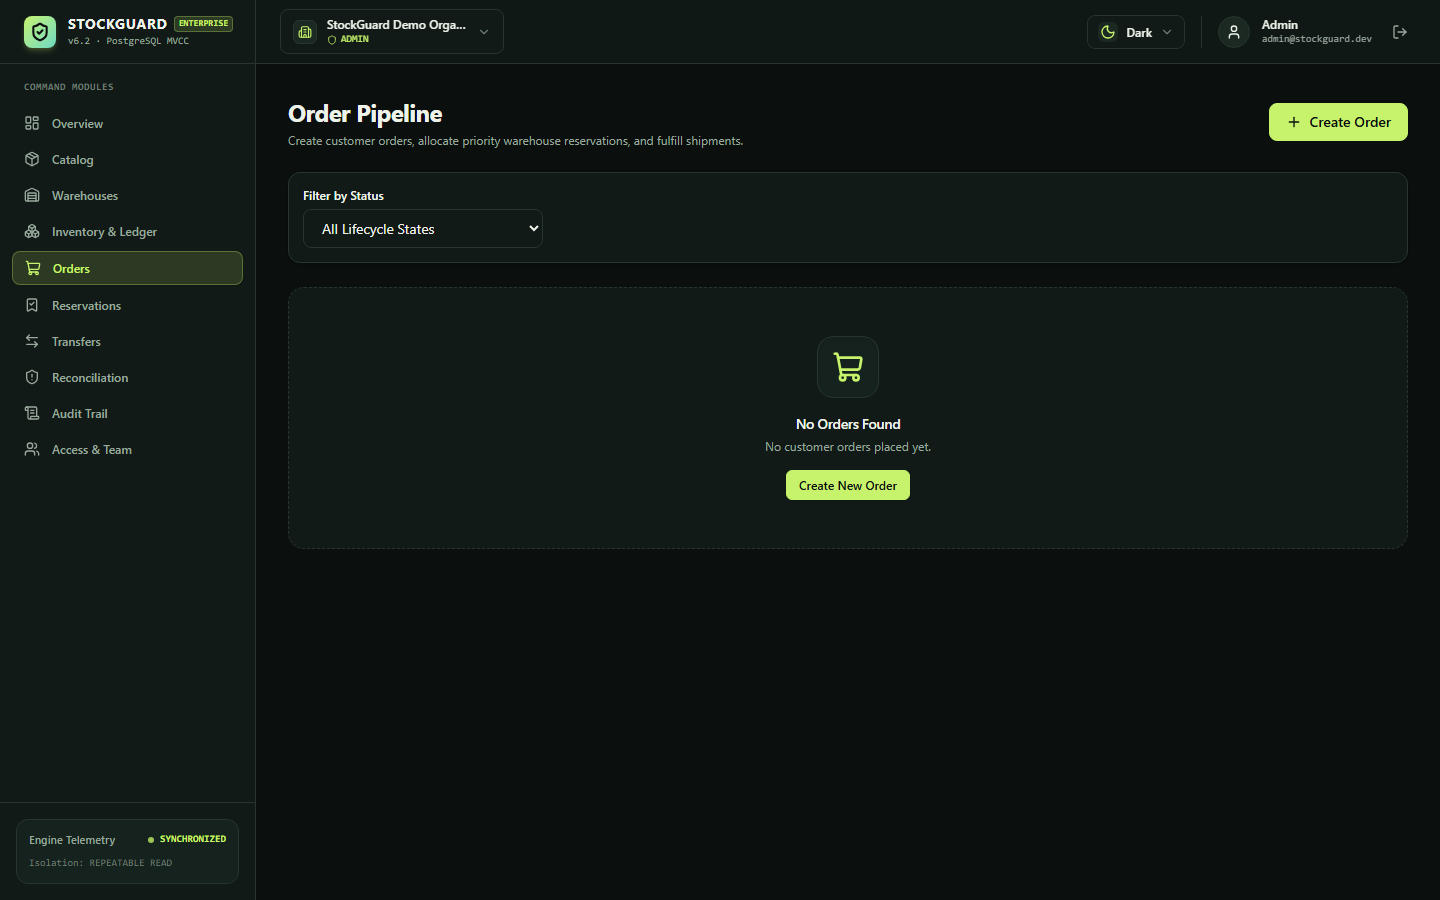 STOCKGUARD ENTERPRISE
v6.2 · PostgreSQL MVCC
StockGuard Demo Orga...
ADMIN
Dark
Admin
admin@stockguard.dev
COMMAND MODULES
Overview
Catalog
Warehouses
Inventory & Ledger
Orders
Reservations
Transfers
Reconciliation
Audit Trail
Access & Team
Engine Telemetry
SYNCHRONIZED
Isolation: REPEATABLE READ
Order Pipeline
Create customer orders, allocate priority warehouse reservations, and fulfill shipments.
+ Create Order
Filter by Status
All Lifecycle States
No Orders Found
No customer orders placed yet.
Create New Order